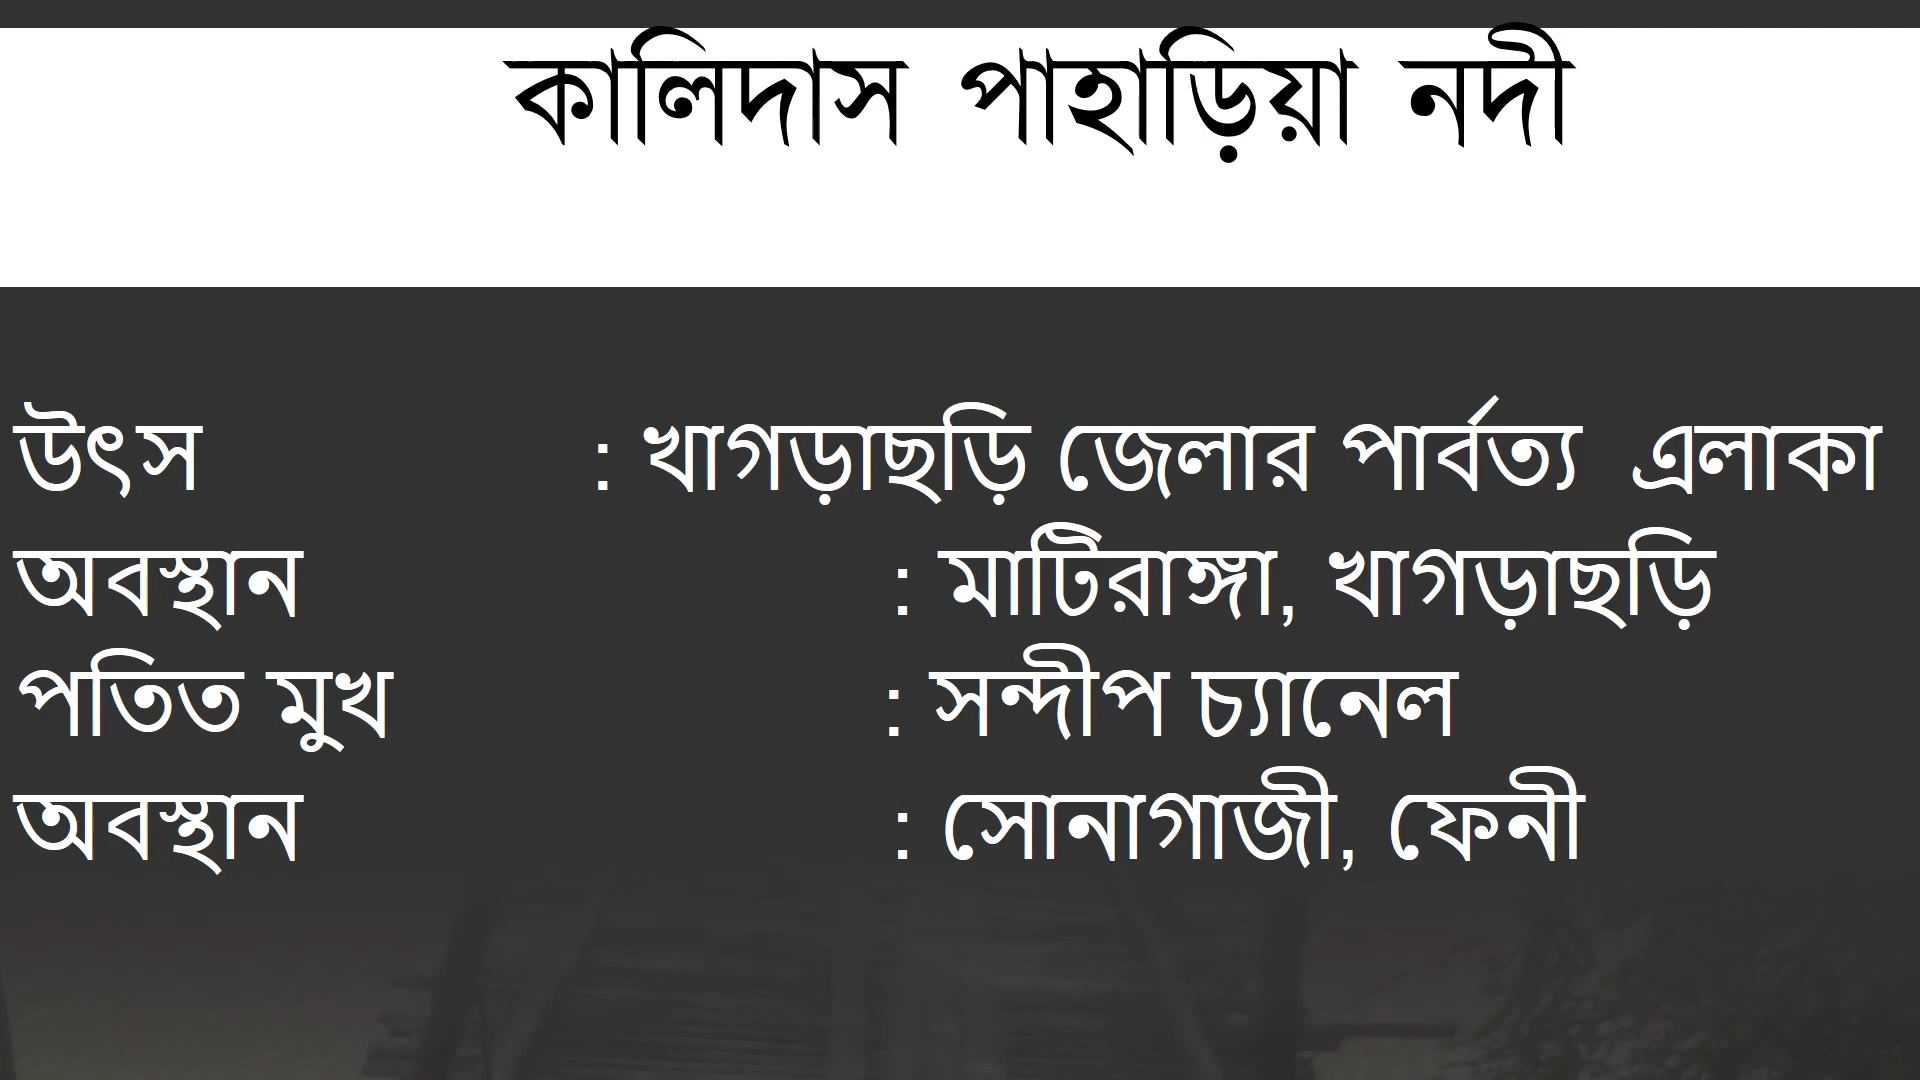 কালিদাস পাহাড়িয়া নদী
উৎস : খাগড়াছড়ি জেলার পার্বত্য এলাকা
অবস্থান : মাটিরাঙ্গা, খাগড়াছড়ি
পতিত মুখ : সন্দীপ চ্যানেল
অবস্থান : সোনাগাজী, ফেনী